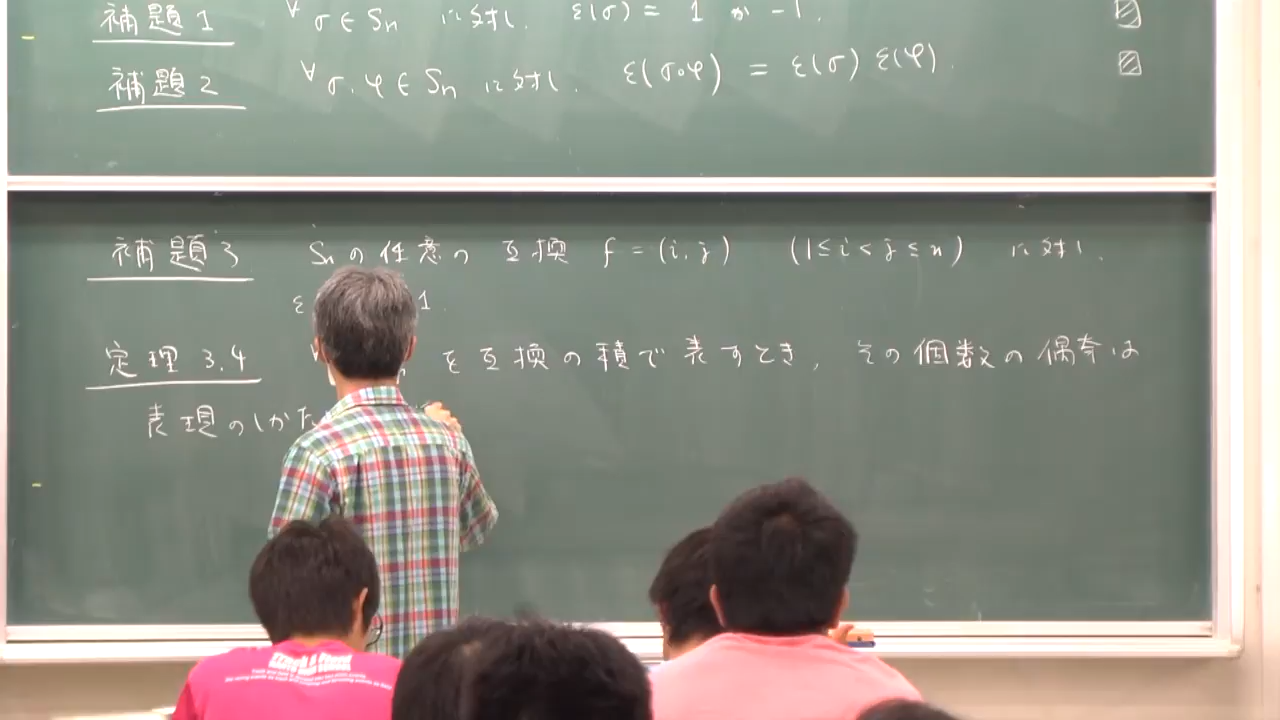 補題1 ∀σ∈Sn に対し. ε(σ) = 1 か -1.
補題2 ∀σ, φ∈Sn に対し. ε(σ∘φ) = ε(σ) ε(φ).
補題3 Snの任意の互換 f = (i, j) (1≤i<j≤n) に対し.
ε 1.
定理3.4 を互換の積で表すとき, その個数の偶奇は
表現のしかた